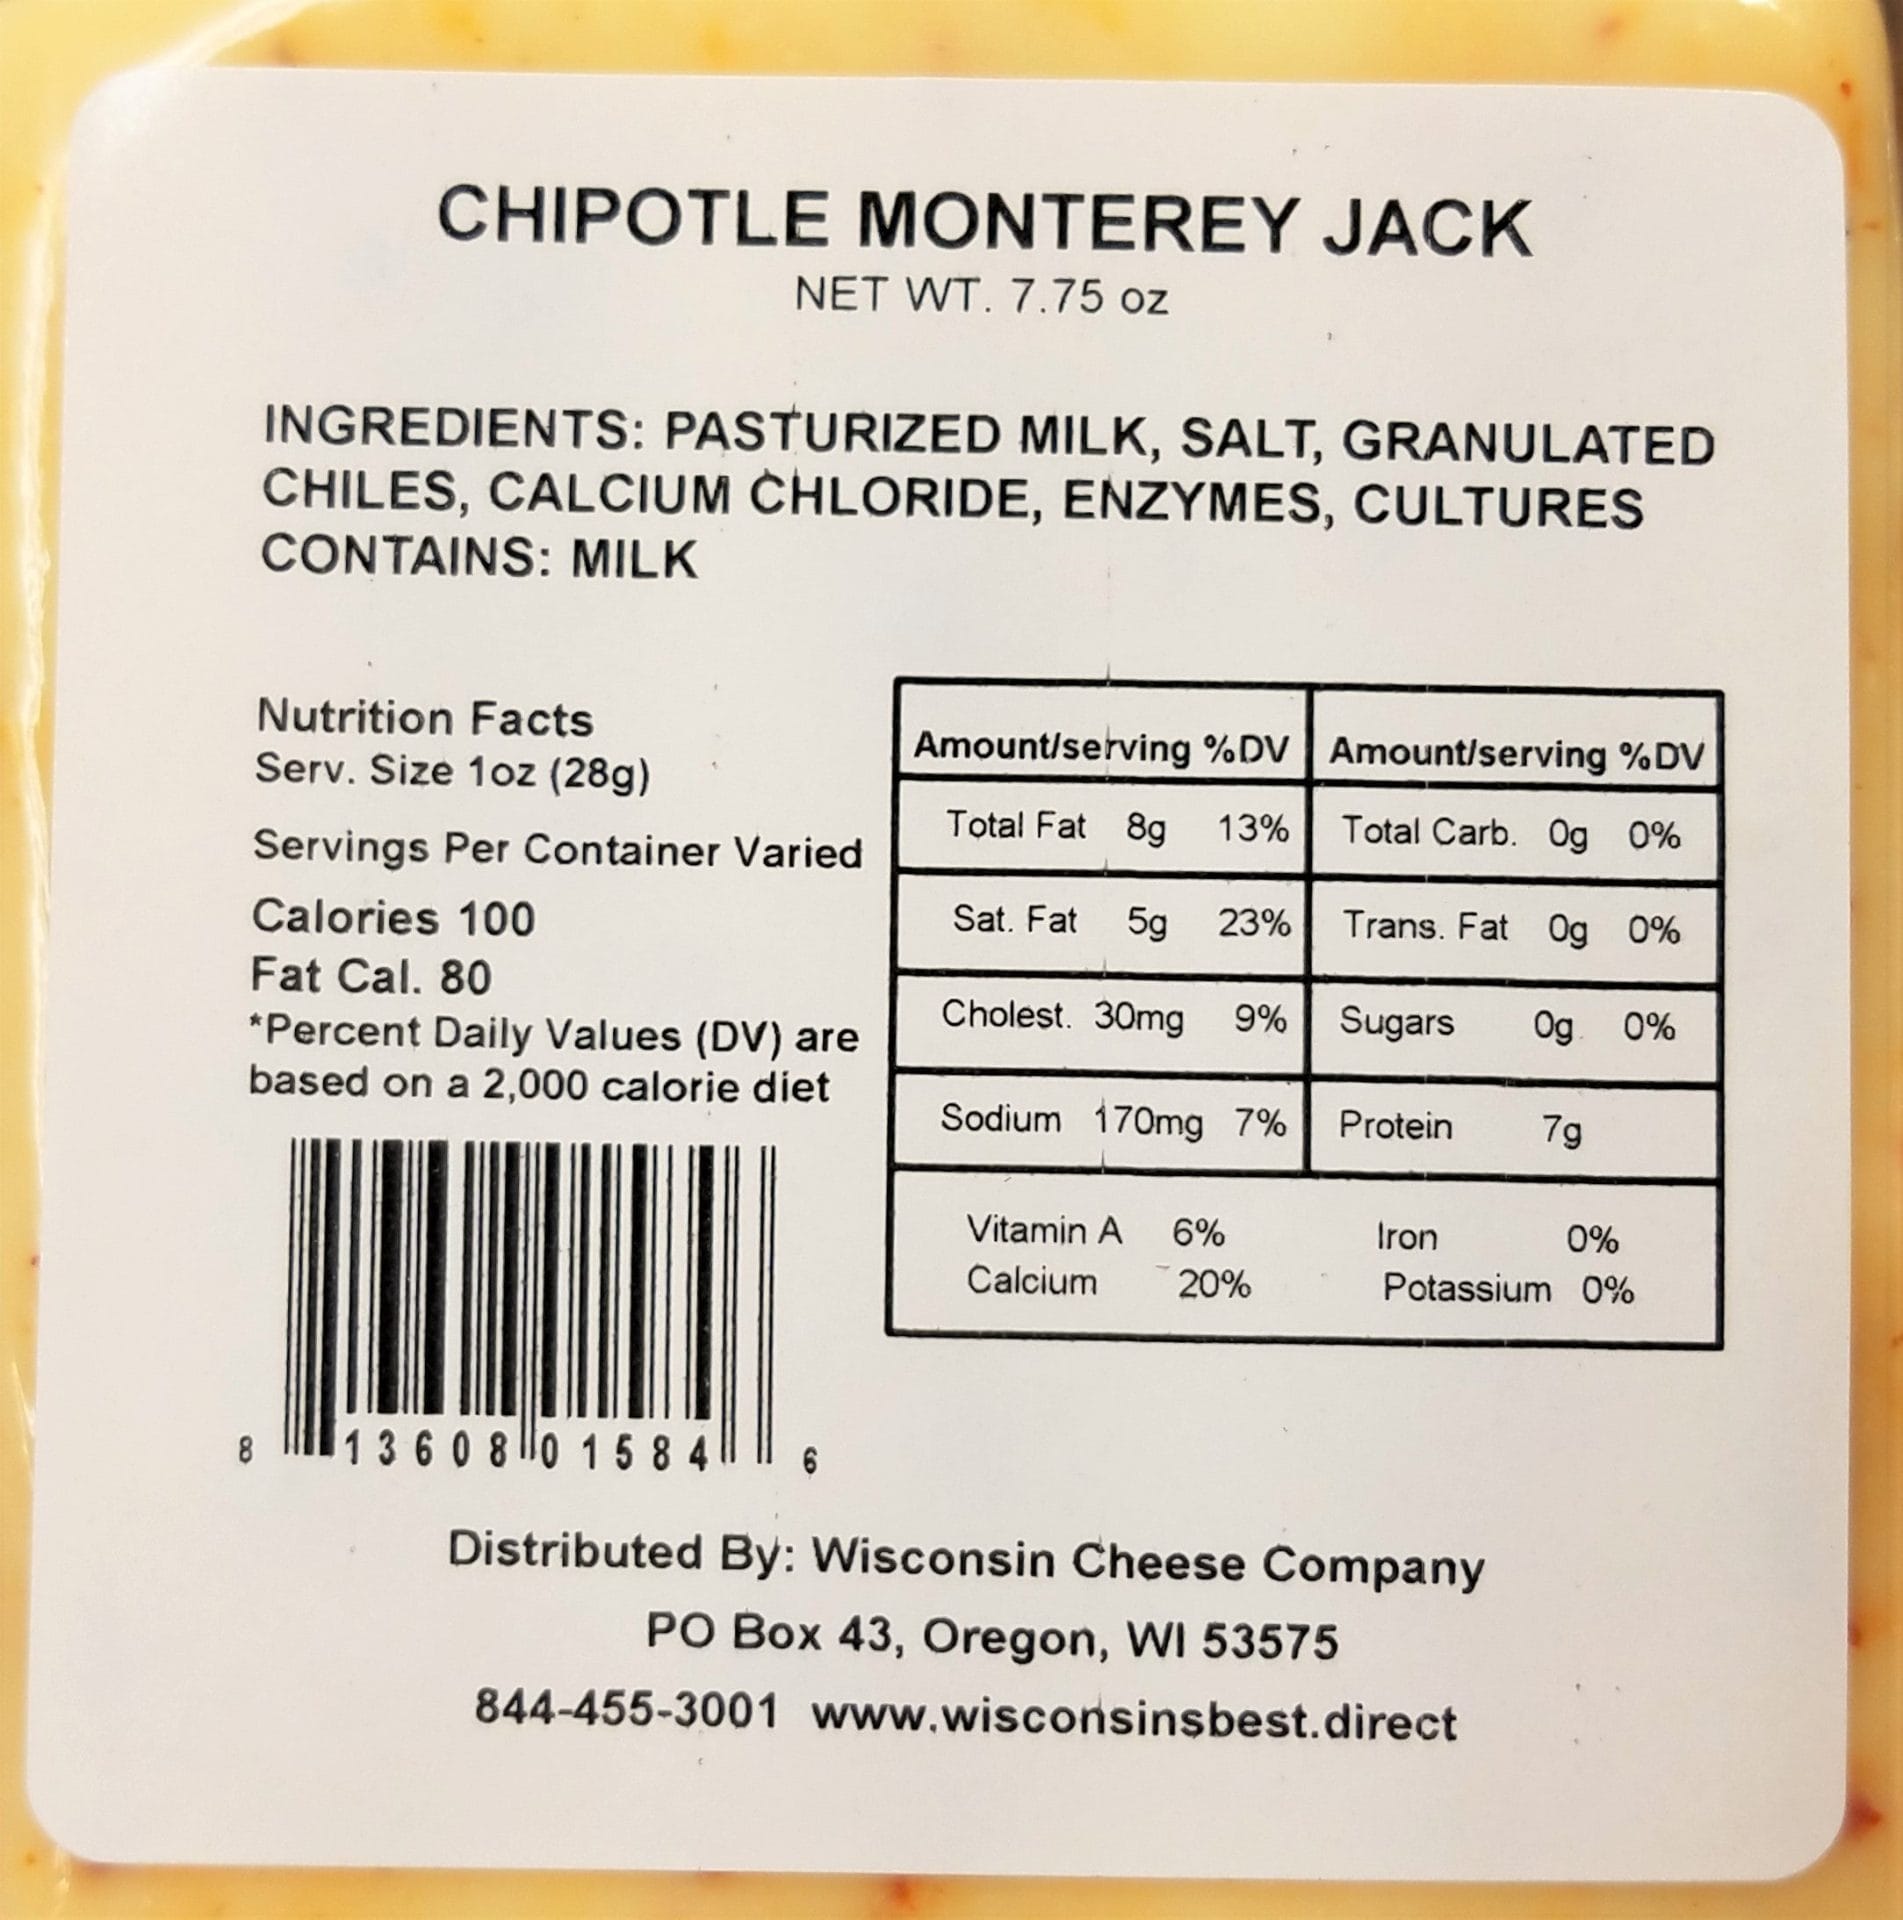 CHIPOTLE MONTEREY JACK
NET WT. 7.75 oz
INGREDIENTS: PASTURIZED MILK, SALT, GRANULATED
CHILES, CALCIUM CHLORIDE, ENZYMES, CULTURES
CONTAINS: MILK
Nutrition Facts
Serv. Size 1oz (28g)
Servings Per Container Varied
Calories 100
Fat Cal. 80
*Percent Daily Values (DV) are
based on a 2,000 calorie diet
Amount/serving %DV Amount/serving %DV
Total Fat 8g 13% Total Carb. 0g 0%
Sat. Fat 5g 23% Trans. Fat 0g 0%
Cholest. 30mg 9% Sugars 0g 0%
Sodium 170mg 7% Protein 7g
Vitamin A 6% Iron 0%
Calcium 20% Potassium 0%
8 13608 01584 6
Distributed By: Wisconsin Cheese Company
PO Box 43, Oregon, WI 53575
844-455-3001 www.wisconsinsbest.direct